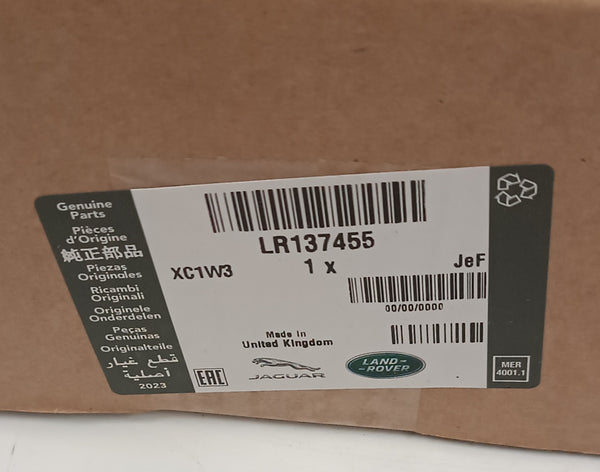 Genuine
Parts
Pièces
d'Origine
純正部品
Piezas
Originales
Ricambi
Originali
Originele
Onderdelen
Peças
Genuinas
Originalteile
قطع غيار
أصلية
2023
LR137455
XC1W3
1 x
JeF
00/00/0000
Made in
United Kingdom
EAC
JAGUAR
LAND-
-ROVER
MER
4001.1